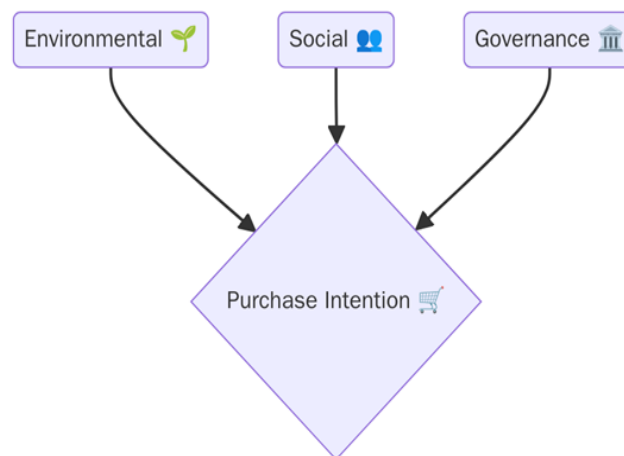 Environmental 🌱
Social 👥
Governance 🏛️
Purchase Intention 🛒